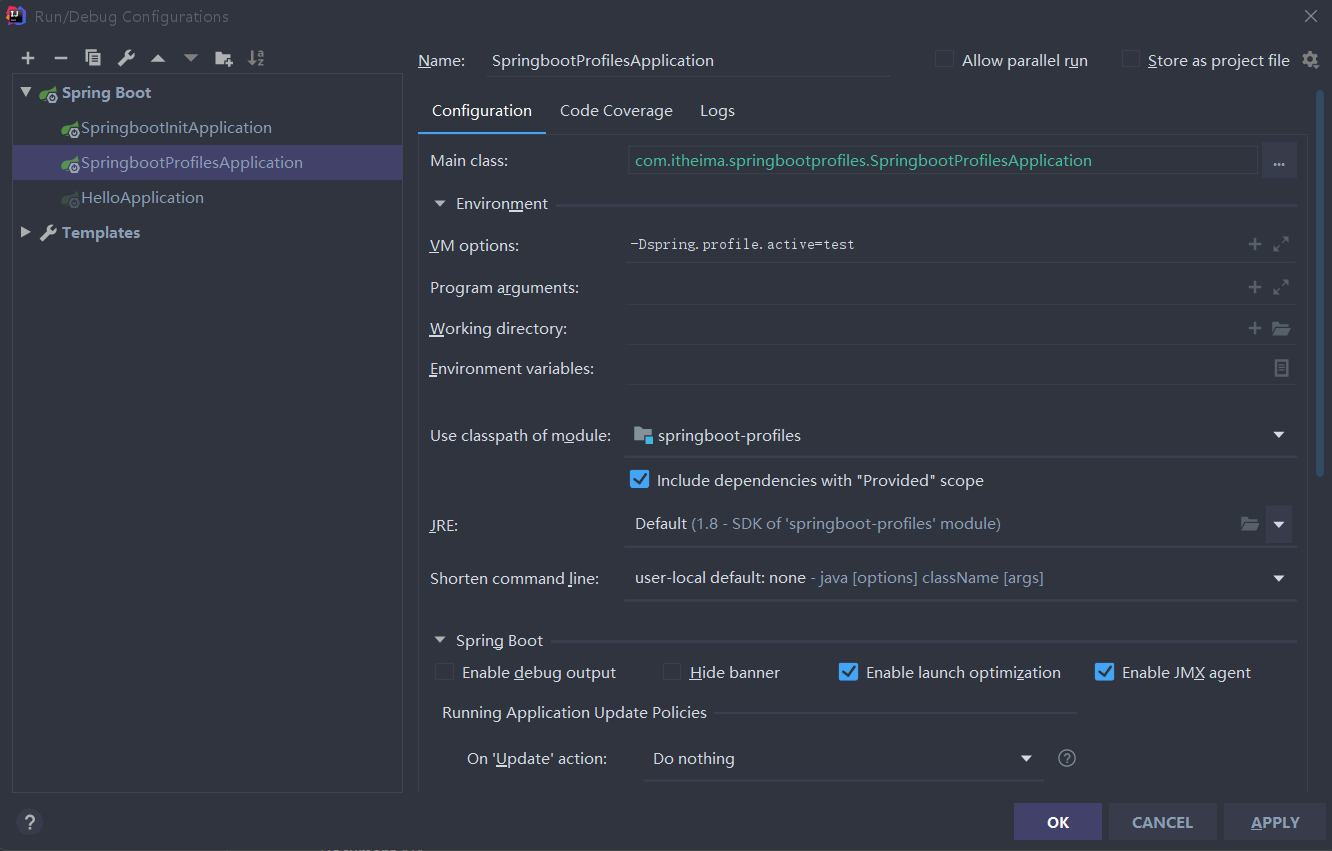 Run/Debug Configurations
Name: SpringbootProfilesApplication
Allow parallel run
Store as project file
Spring Boot
SpringbootInitApplication
SpringbootProfilesApplication
HelloApplication
Templates
Configuration Code Coverage Logs
Main class: com.itheima.springbootprofiles.SpringbootProfilesApplication ...
Environment
VM options: -Dspring.profile.active=test
Program arguments:
Working directory:
Environment variables:
Use classpath of module: springboot-profiles
Include dependencies with "Provided" scope
JRE: Default (1.8 - SDK of 'springboot-profiles' module)
Shorten command line: user-local default: none - java [options] className [args]
Spring Boot
Enable debug output Hide banner Enable launch optimization Enable JMX agent
Running Application Update Policies
On 'Update' action: Do nothing ?
? OK CANCEL APPLY